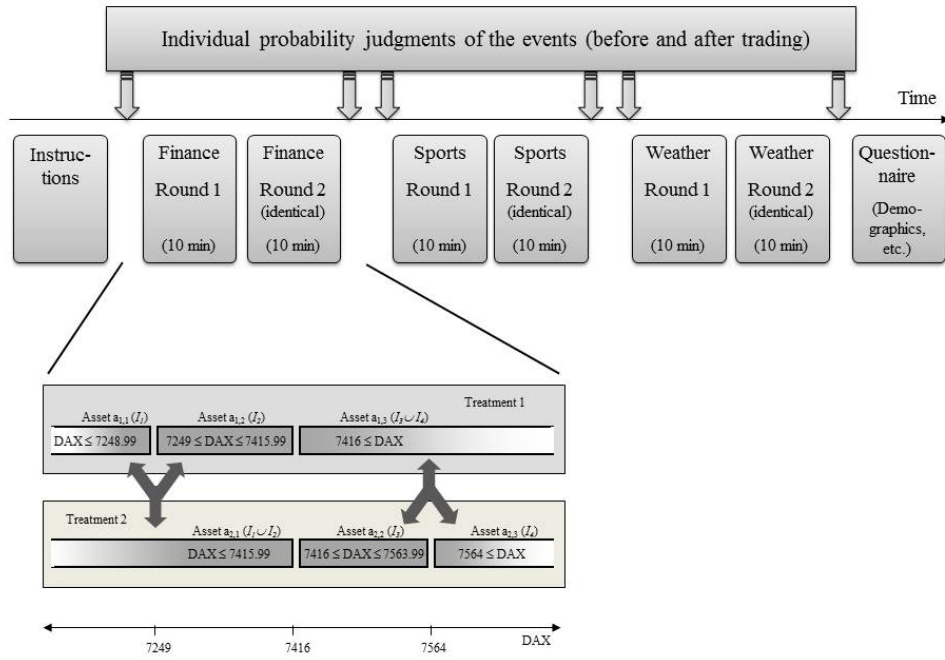 Individual probability judgments of the events (before and after trading)
Time
Instruc-
tions
Finance
Round 1
(10 min)
Finance
Round 2
(identical)
(10 min)
Sports
Round 1
(10 min)
Sports
Round 2
(identical)
(10 min)
Weather
Round 1
(10 min)
Weather
Round 2
(identical)
(10 min)
Question-
naire
(Demo-
graphics,
etc.)
Treatment 1
Asset a1,1 (I1)
Asset a1,2 (I2)
Asset a1,3 (I3∪I4)
DAX ≤ 7248.99
7249 ≤ DAX ≤ 7415.99
7416 ≤ DAX
Treatment 2
Asset a2,1 (I1∪I2)
Asset a2,2 (I3)
Asset a2,3 (I4)
DAX ≤ 7415.99
7416 ≤ DAX ≤ 7563.99
7564 ≤ DAX
7249
7416
7564
DAX